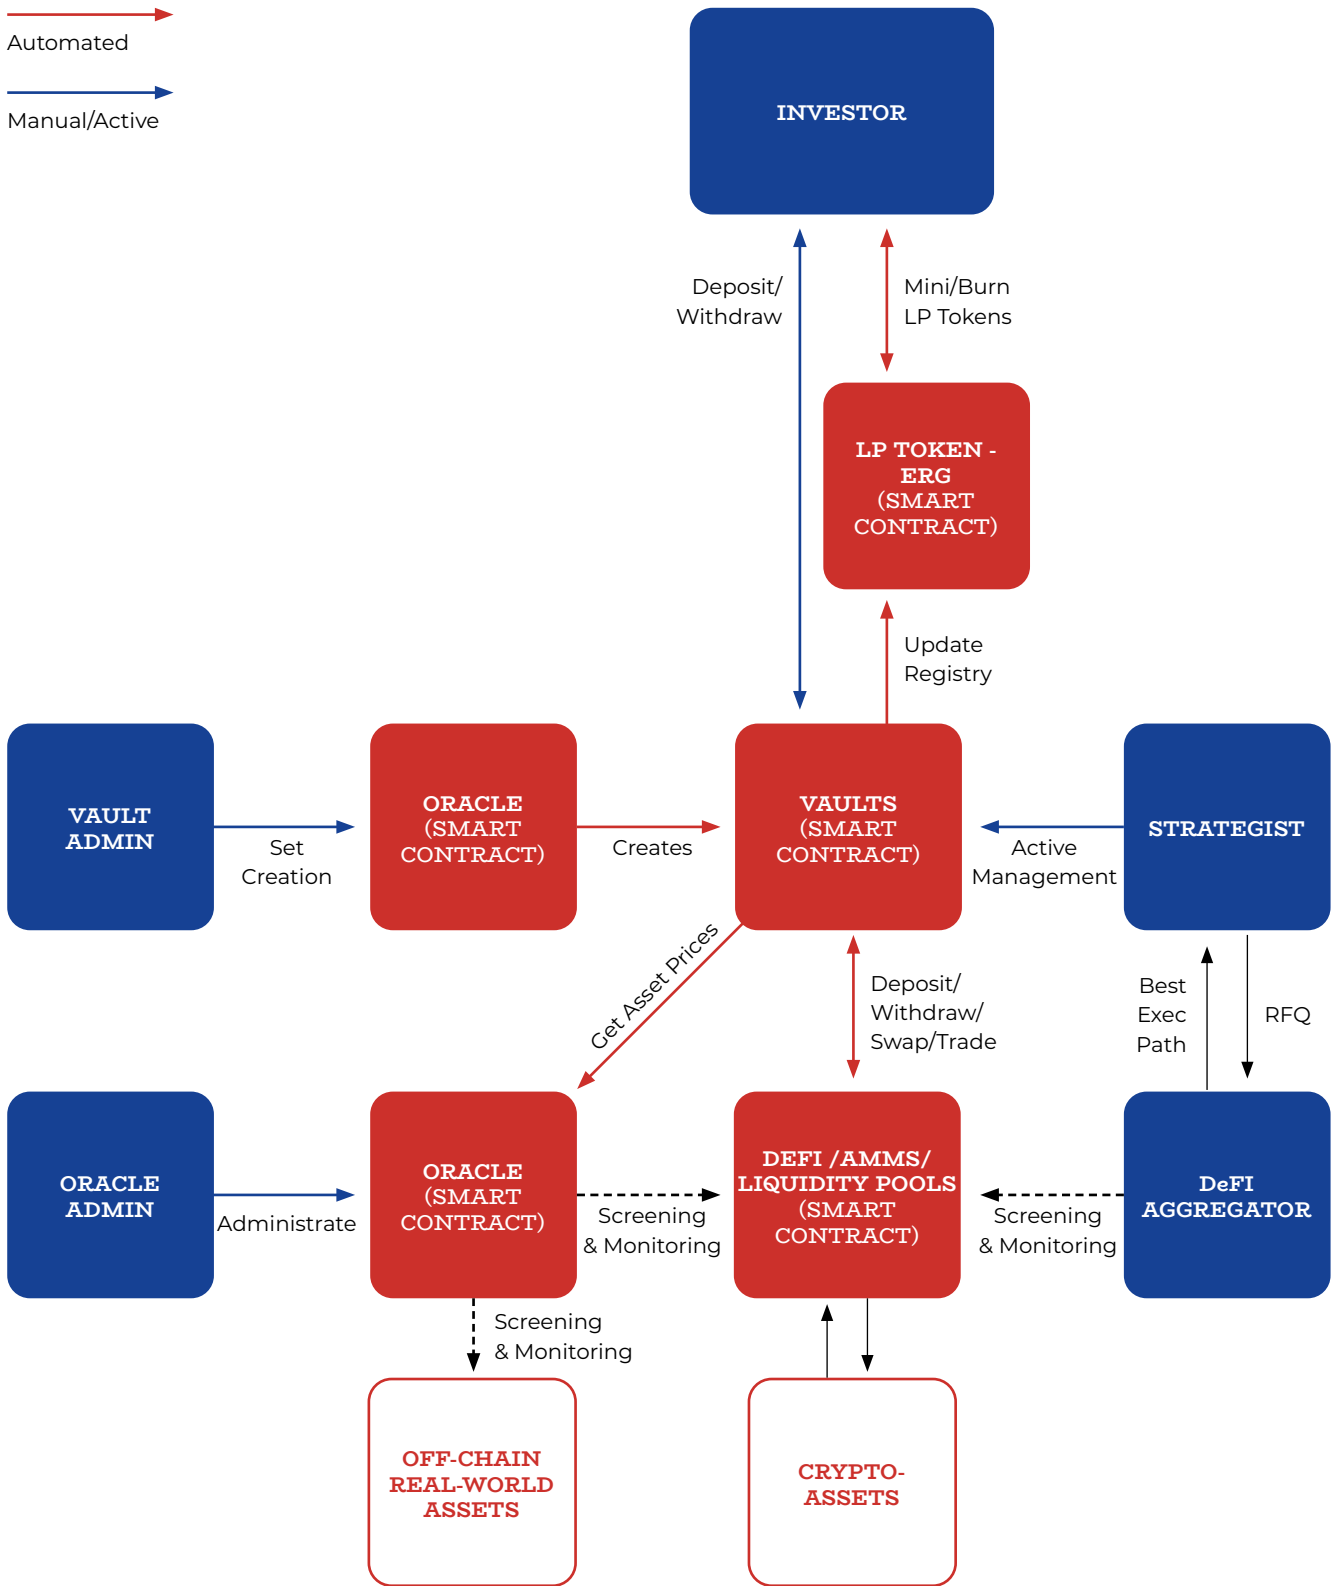 Automated
Manual/Active
INVESTOR
Deposit/
Withdraw
Mini/Burn
LP Tokens
LP TOKEN -
ERG
(SMART
CONTRACT)
Update
Registry
VAULT
ADMIN
Set
Creation
ORACLE
(SMART
CONTRACT)
Creates
VAULTS
(SMART
CONTRACT)
Active
Management
STRATEGIST
Get Asset Prices
Deposit/
Withdraw/
Swap/Trade
Best
Exec
Path
RFQ
ORACLE
ADMIN
Administrate
ORACLE
(SMART
CONTRACT)
Screening
& Monitoring
DEFI /AMMS/
LIQUIDITY POOLS
(SMART
CONTRACT)
Screening
& Monitoring
DeFI
AGGREGATOR
Screening
& Monitoring
OFF-CHAIN
REAL-WORLD
ASSETS
CRYPTO-
ASSETS